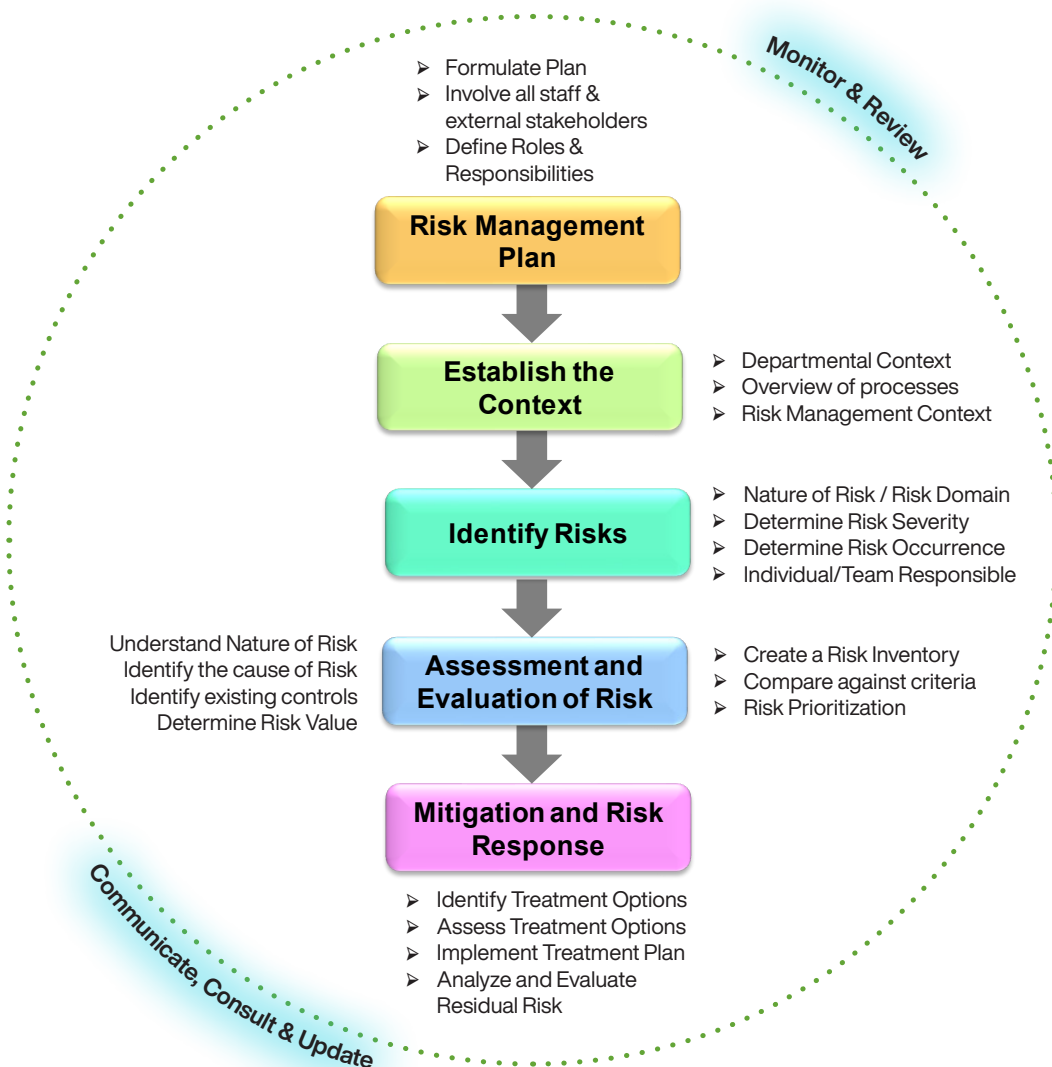 Monitor & Review
➢ Formulate Plan
➢ Involve all staff &
external stakeholders
➢ Define Roles &
Responsibilities
Risk Management
Plan
Establish the
Context
➢ Departmental Context
➢ Overview of processes
➢ Risk Management Context
Identify Risks
➢ Nature of Risk / Risk Domain
➢ Determine Risk Severity
➢ Determine Risk Occurrence
➢ Individual/Team Responsible
Understand Nature of Risk
Identify the cause of Risk
Identify existing controls
Determine Risk Value
Assessment and
Evaluation of Risk
➢ Create a Risk Inventory
➢ Compare against criteria
➢ Risk Prioritization
Mitigation and Risk
Response
➢ Identify Treatment Options
➢ Assess Treatment Options
➢ Implement Treatment Plan
➢ Analyze and Evaluate
Residual Risk
Communicate, Consult & Update